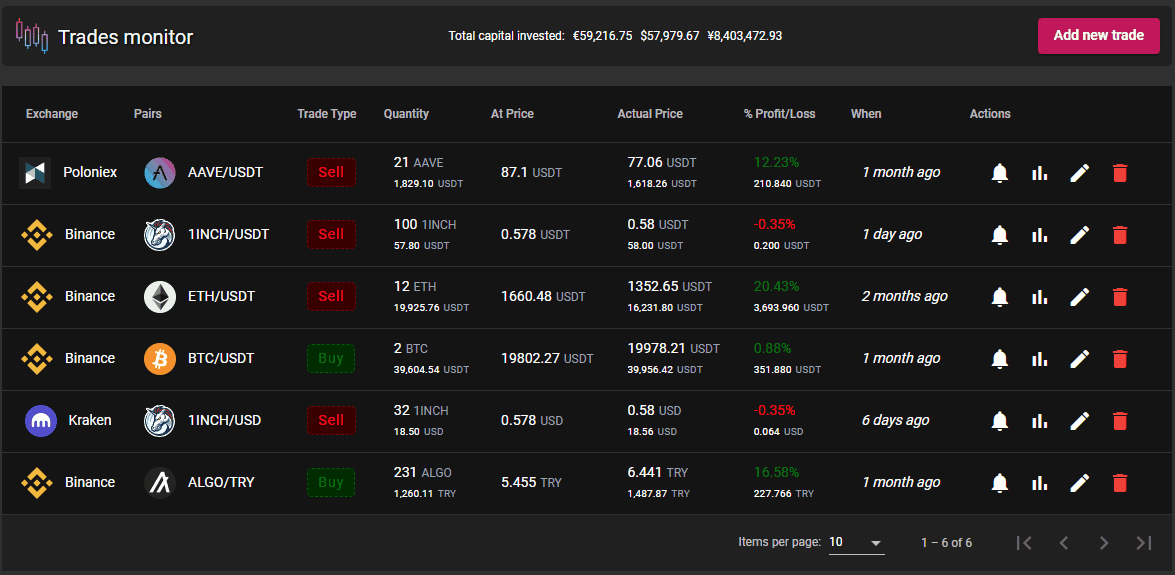 Trades monitor
Total capital invested: €59,216.75 $57,979.67 ¥8,403,472.93
Add new trade
Exchange Pairs Trade Type Quantity At Price Actual Price % Profit/Loss When Actions
Poloniex AAVE/USDT Sell 21 AAVE 87.1 USDT 77.06 USDT 12.23% 1 month ago
1,829.10 USDT 1,618.26 USDT 210.840 USDT
Binance 1INCH/USDT Sell 100 1INCH 0.578 USDT 0.58 USDT -0.35% 1 day ago
57.80 USDT 58.00 USDT 0.200 USDT
Binance ETH/USDT Sell 12 ETH 1660.48 USDT 1352.65 USDT 20.43% 2 months ago
19,925.76 USDT 16,231.80 USDT 3,693.960 USDT
Binance BTC/USDT Buy 2 BTC 19802.27 USDT 19978.21 USDT 0.88% 1 month ago
39,604.54 USDT 39,956.42 USDT 351.880 USDT
Kraken 1INCH/USD Sell 32 1INCH 0.578 USD 0.58 USD -0.35% 6 days ago
18.50 USD 18.56 USD 0.064 USD
Binance ALGO/TRY Buy 231 ALGO 5.455 TRY 6.441 TRY 16.58% 1 month ago
1,260.11 TRY 1,487.87 TRY 227.766 TRY
Items per page: 10 1 – 6 of 6